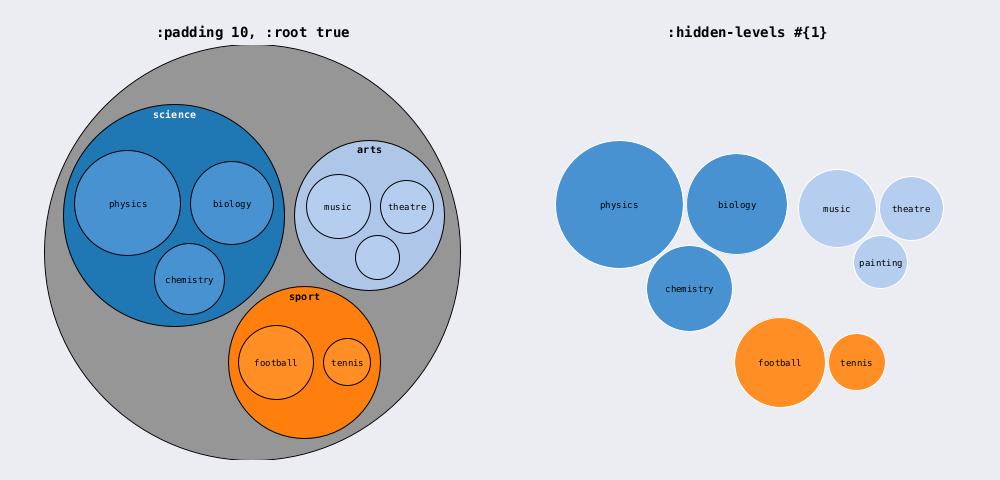 :padding 10, :root true
science
arts
physics
biology
music
theatre
chemistry
sport
football
tennis
:hidden-levels #{1}
physics
biology
music
theatre
painting
chemistry
football
tennis